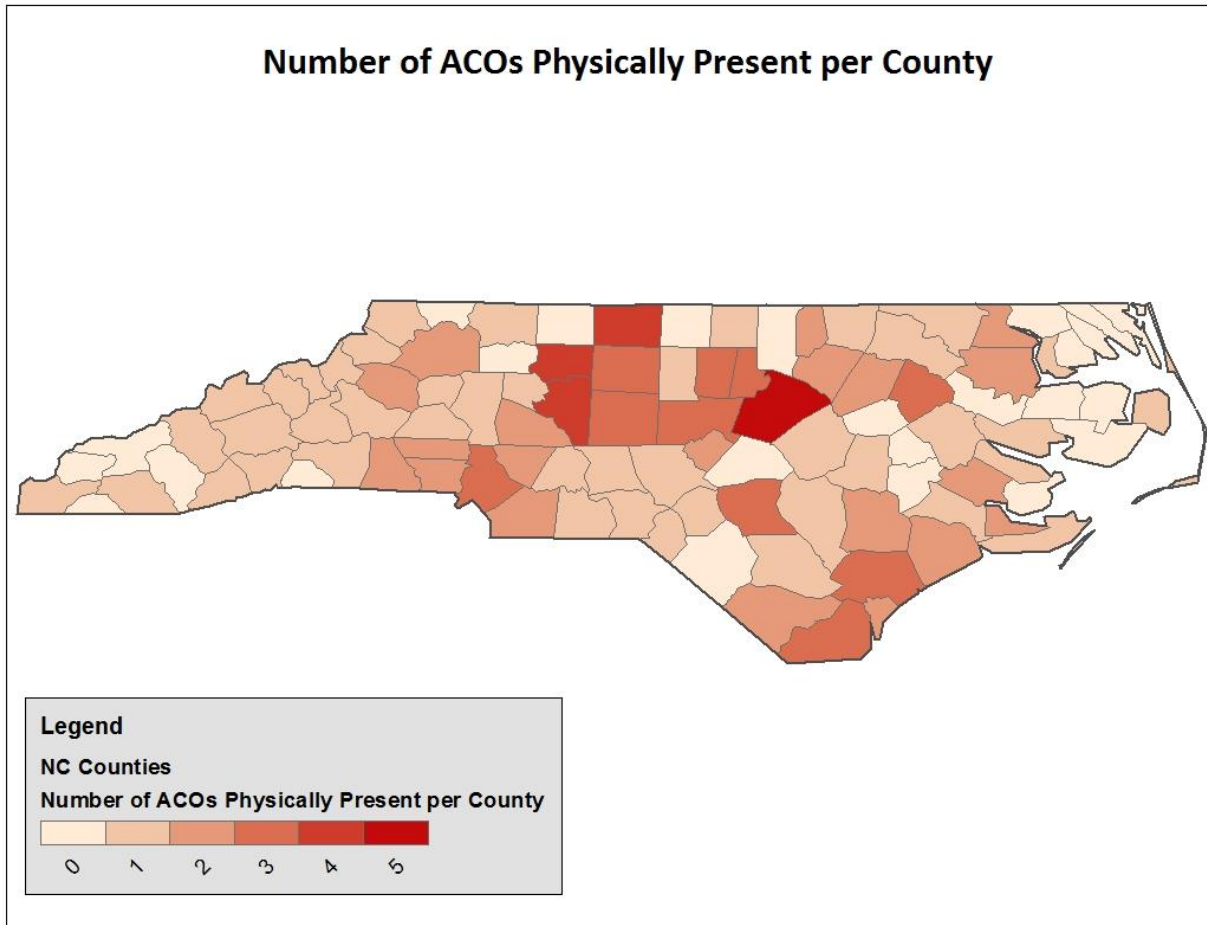 Number of ACOs Physically Present per County
Legend
NC Counties
Number of ACOs Physically Present per County
0 1 2 3 4 5